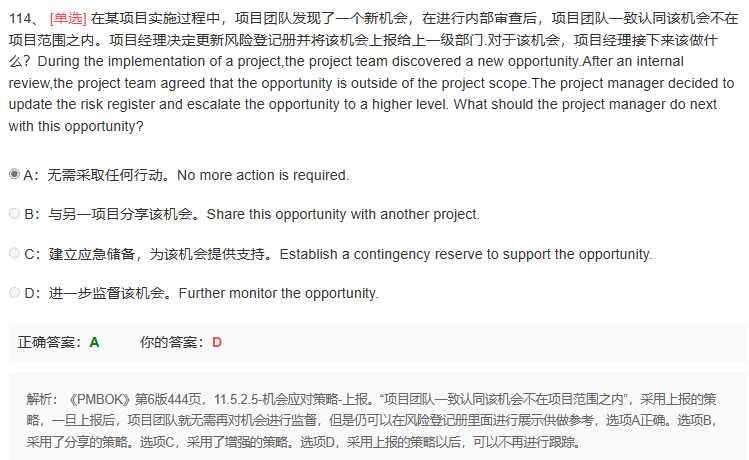 114、 [单选] 在某项目实施过程中，项目团队发现了一个新机会，在进行内部审查后，项目团队一致认同该机会不在
项目范围之内。项目经理决定更新风险登记册并将该机会上报给上一级部门.对于该机会，项目经理接下来该做什
么？During the implementation of a project,the project team discovered a new opportunity.After an internal
review,the project team agreed that the opportunity is outside of the project scope.The project manager decided to
update the risk register and escalate the opportunity to a higher level. What should the project manager do next
with this opportunity?
A：无需采取任何行动。No more action is required.
B：与另一项目分享该机会。Share this opportunity with another project.
C：建立应急储备，为该机会提供支持。Establish a contingency reserve to support the opportunity.
D：进一步监督该机会。Further monitor the opportunity.
正确答案：A 你的答案：D
解析：《PMBOK》第6版444页，11.5.2.5-机会应对策略-上报。“项目团队一致认同该机会不在项目范围之内”，采用上报的策
略，一旦上报后，项目团队就无需再对机会进行监督，但是仍可以在风险登记册里面进行展示供做参考，选项A正确。选项B，
采用了分享的策略。选项C，采用了增强的策略。选项D，采用上报的策略以后，可以不再进行跟踪。